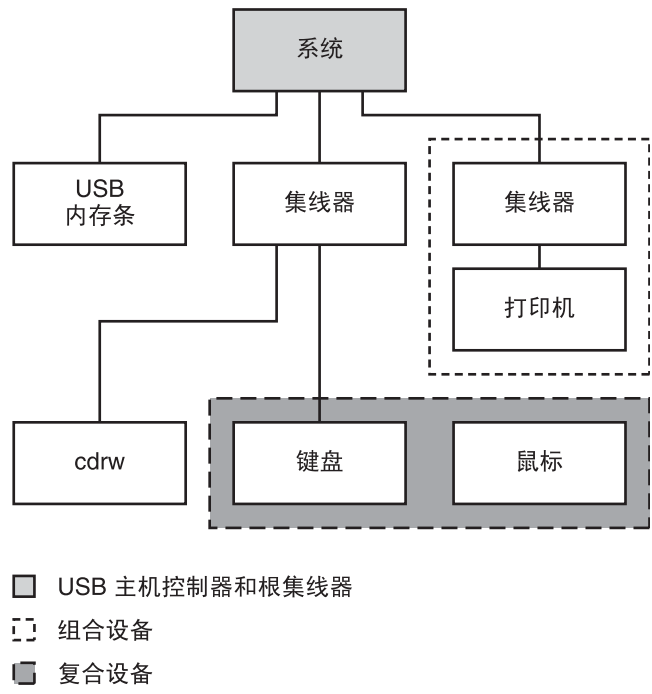 系统
USB
内存条
集线器
集线器
打印机
cdrw
键盘
鼠标
USB 主机控制器和根集线器
组合设备
复合设备